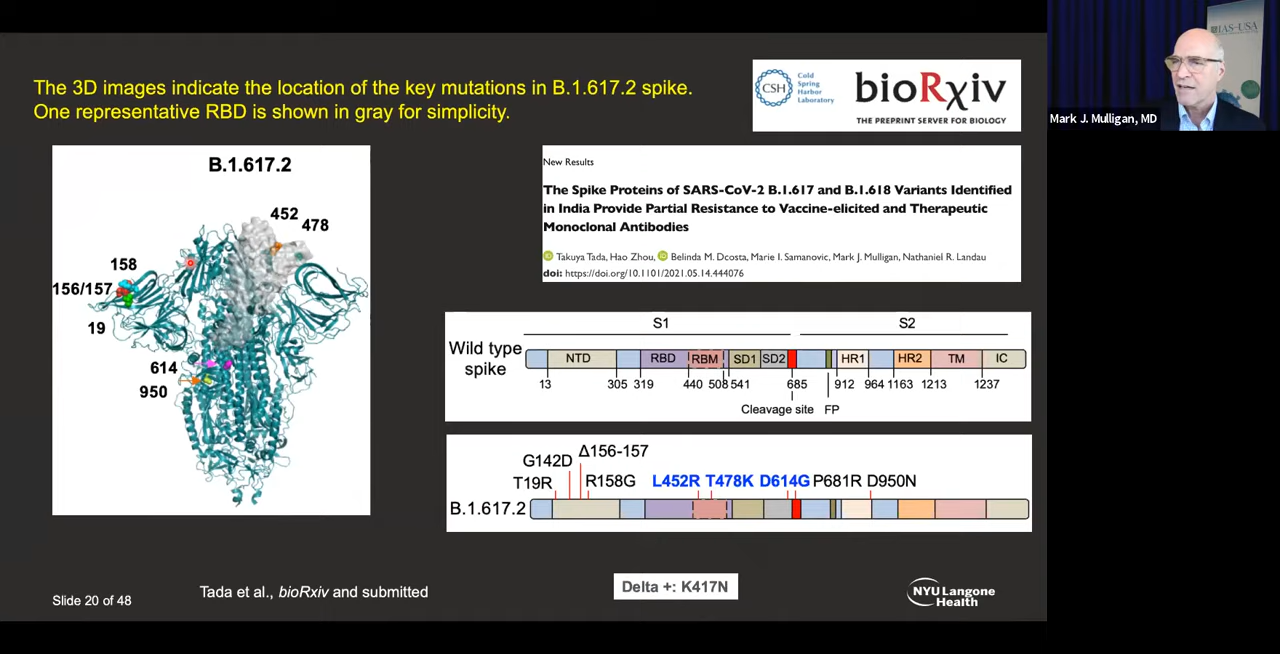 The 3D images indicate the location of the key mutations in B.1.617.2 spike.
One representative RBD is shown in gray for simplicity.
CSH
Cold
Spring
Harbor
Laboratory
bioRxiv
THE PREPRINT SERVER FOR BIOLOGY
IAS-USA
Mark J. Mulligan, MD
B.1.617.2
452
478
158
156/157
19
614
950
New Results
The Spike Proteins of SARS-CoV-2 B.1.617 and B.1.618 Variants Identified
in India Provide Partial Resistance to Vaccine-elicited and Therapeutic
Monoclonal Antibodies
Takuya Tada, Hao Zhou, Belinda M. Dcosta, Marie I. Samanovic, Mark J. Mulligan, Nathaniel R. Landau
doi: https://doi.org/10.1101/2021.05.14.444076
S1 S2
Wild type
spike
NTD RBD RBM SD1 SD2 HR1 HR2 TM IC
13 305 319 440 508 541 685 912 964 1163 1213 1237
Cleavage site FP
Δ156-157
G142D
T19R R158G L452R T478K D614G P681R D950N
B.1.617.2
Delta +: K417N
Tada et al., bioRxiv and submitted
Slide 20 of 48
NYU Langone
Health